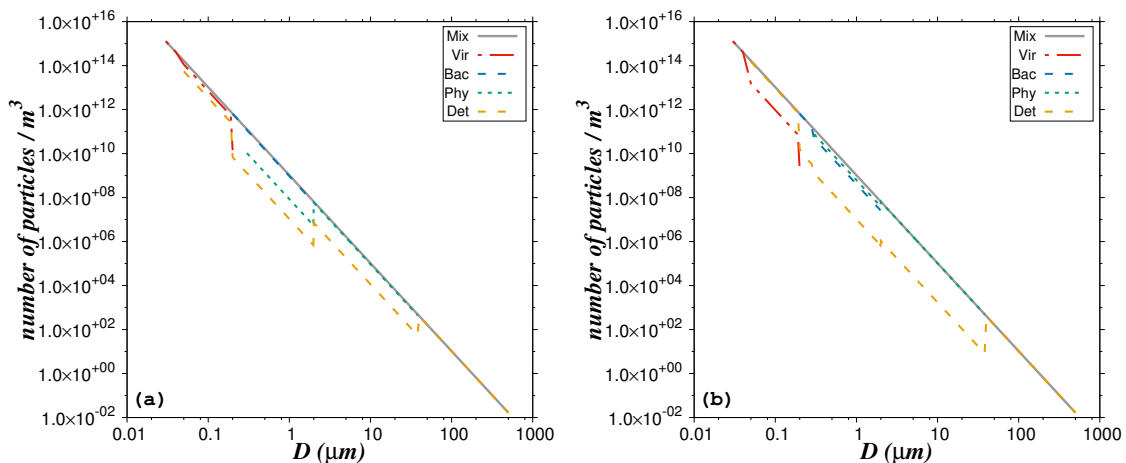 number of particles / m³
1.0×10⁺¹⁶
1.0×10⁺¹⁴
1.0×10⁺¹²
1.0×10⁺¹⁰
1.0×10⁺⁰⁸
1.0×10⁺⁰⁶
1.0×10⁺⁰⁴
1.0×10⁺⁰²
1.0×10⁺⁰⁰
1.0×10⁻⁰²
Mix
Vir
Bac
Phy
Det
(a)
0.01 0.1 1 10 100 1000
D (μm)
number of particles / m³
1.0×10⁺¹⁶
1.0×10⁺¹⁴
1.0×10⁺¹²
1.0×10⁺¹⁰
1.0×10⁺⁰⁸
1.0×10⁺⁰⁶
1.0×10⁺⁰⁴
1.0×10⁺⁰²
1.0×10⁺⁰⁰
1.0×10⁻⁰²
Mix
Vir
Bac
Phy
Det
(b)
0.01 0.1 1 10 100 1000
D (μm)